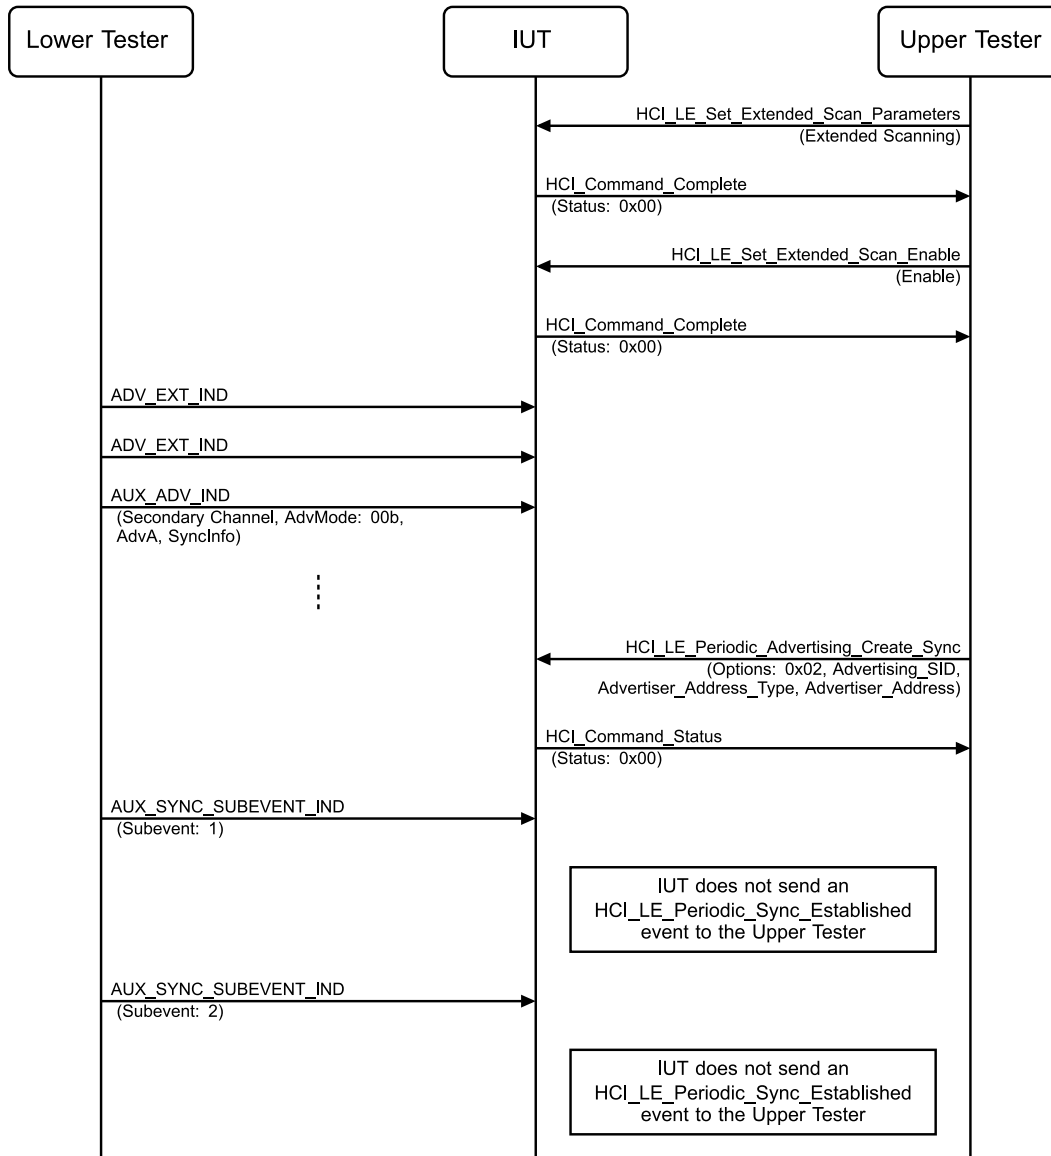 Lower Tester
IUT
Upper Tester
HCI_LE_Set_Extended_Scan_Parameters
(Extended Scanning)
HCI_Command_Complete
(Status: 0x00)
HCI_LE_Set_Extended_Scan_Enable
(Enable)
HCI_Command_Complete
(Status: 0x00)
ADV_EXT_IND
ADV_EXT_IND
AUX_ADV_IND
(Secondary Channel, AdvMode: 00b,
AdvA, SyncInfo)
HCI_LE_Periodic_Advertising_Create_Sync
(Options: 0x02, Advertising_SID,
Advertiser_Address_Type, Advertiser_Address)
HCI_Command_Status
(Status: 0x00)
AUX_SYNC_SUBEVENT_IND
(Subevent: 1)
IUT does not send an
HCI_LE_Periodic_Sync_Established
event to the Upper Tester
AUX_SYNC_SUBEVENT_IND
(Subevent: 2)
IUT does not send an
HCI_LE_Periodic_Sync_Established
event to the Upper Tester